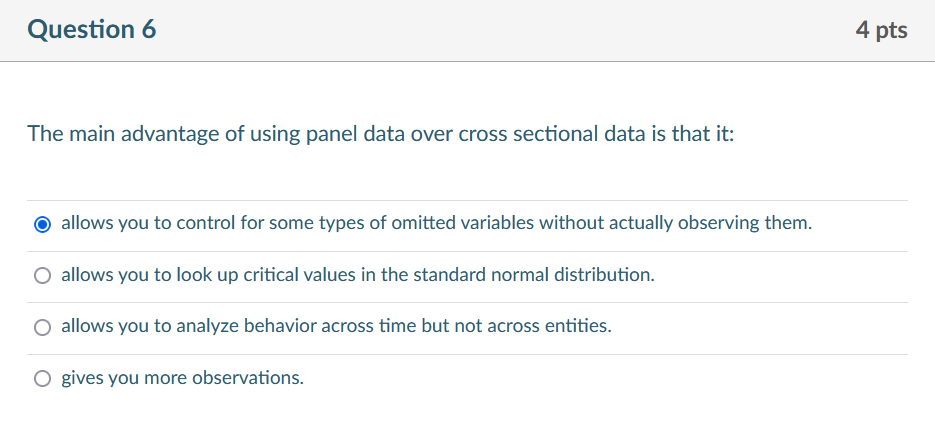 Question 6
4 pts
The main advantage of using panel data over cross sectional data is that it:
allows you to control for some types of omitted variables without actually observing them.
allows you to look up critical values in the standard normal distribution.
allows you to analyze behavior across time but not across entities.
gives you more observations.